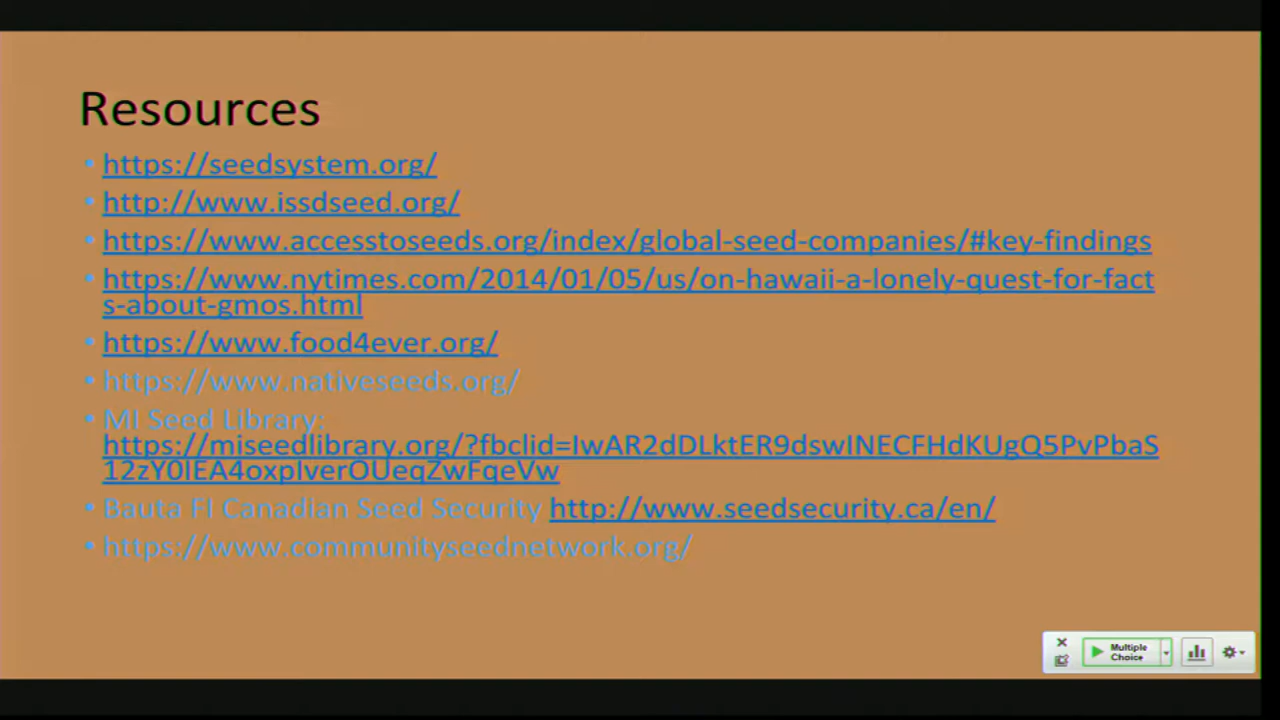 Resources
https://seedsystem.org/
http://www.issdseed.org/
https://www.accesstoseeds.org/index/global-seed-companies/#key-findings
https://www.nytimes.com/2014/01/05/us/on-hawaii-a-lonely-quest-for-fact
s-about-gmos.html
https://www.food4ever.org/
https://www.nativeseeds.org/
MI Seed Library:
https://miseedlibrary.org/?fbclid=IwAR2dDLktER9dswINECFHdKUgQ5PvPbaS
12zY0IEA4oxpIverOUeqZwFqeVw
Bauta FI Canadian Seed Security http://www.seedsecurity.ca/en/
https://www.communityseednetwork.org/
Multiple
Choice